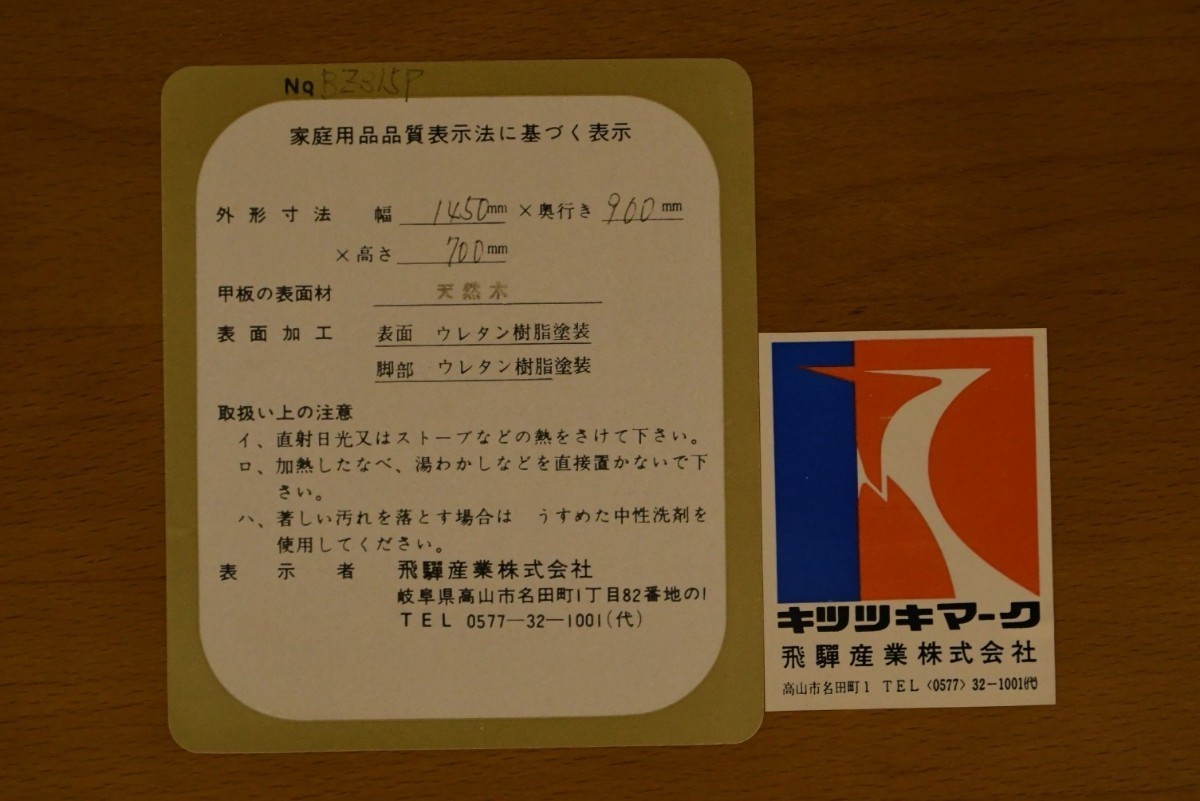 No BZ315P
家庭用品品質表示法に基づく表示
外形寸法 幅 1450mm ×奥行き 900mm
×高さ 700mm
甲板の表面材 天然木
表面加工 表面 ウレタン樹脂塗装
脚部 ウレタン樹脂塗装
取扱い上の注意
イ、直射日光又はストーブなどの熱をさけて下さい。
ロ、加熱したなべ、湯わかしなどを直接置かないで下
さい。
ハ、著しい汚れを落とす場合は うすめた中性洗剤を
使用してください。
表示者 飛驒産業株式会社
岐阜県高山市名田町1丁目82番地の1
TEL 0577—32—1001(代)
キツツキマーク
飛驒産業株式会社
高山市名田町1 TEL〈0577〉32-1001(代)